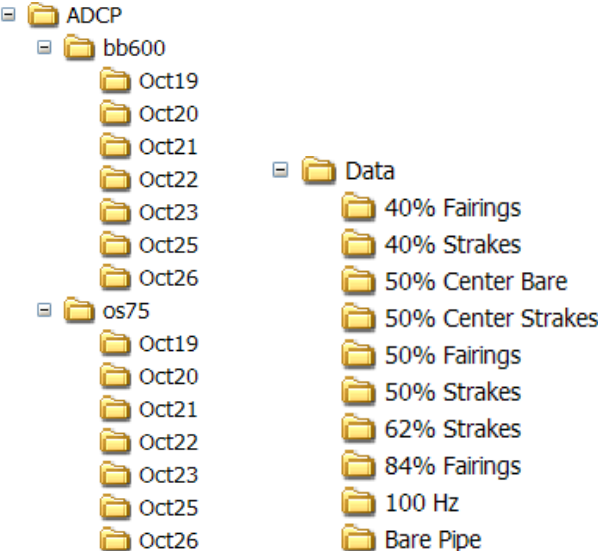 ADCP
bb600
Oct19
Oct20
Oct21
Oct22
Oct23
Oct25
Oct26
os75
Oct19
Oct20
Oct21
Oct22
Oct23
Oct25
Oct26
Data
40% Fairings
40% Strakes
50% Center Bare
50% Center Strakes
50% Fairings
50% Strakes
62% Strakes
84% Fairings
100 Hz
Bare Pipe